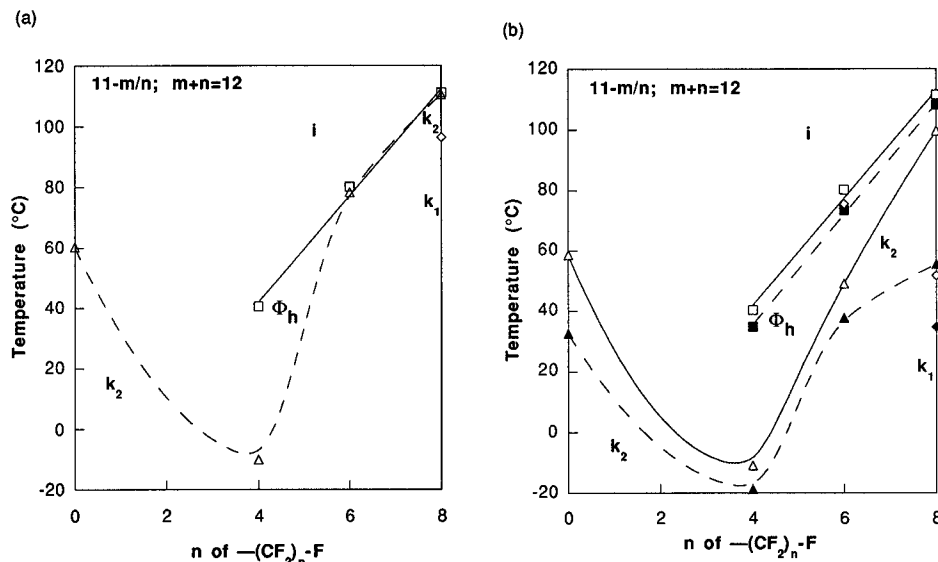 (a)
11-m/n; m+n=12
Temperature (°C)
120
100
80
60
40
20
0
-20
i
k₂
k₁
Φₕ
k₂
0 2 4 6 8
n of —(CF₂)ₙ-F
(b)
11-m/n; m+n=12
Temperature (°C)
120
100
80
60
40
20
0
-20
i
k₂
Φₕ
k₁
k₂
0 2 4 6 8
n of —(CF₂)ₙ-F